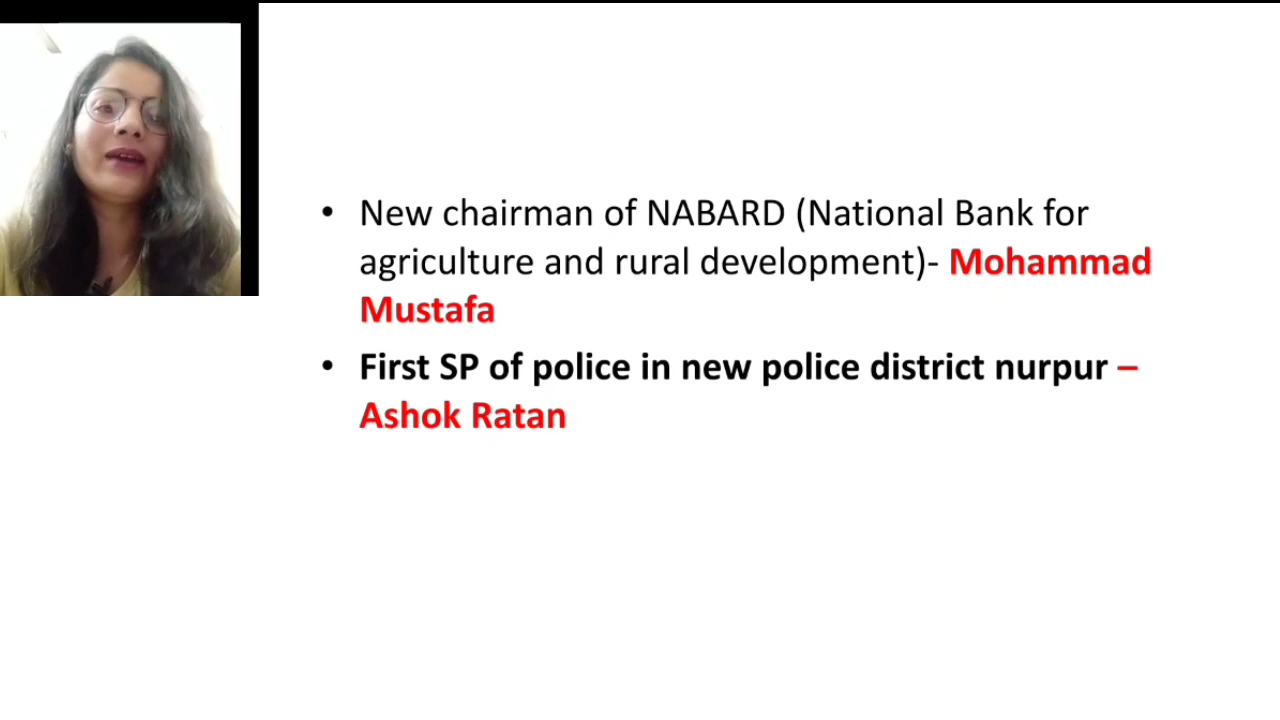 • New chairman of NABARD (National Bank for
agriculture and rural development)- Mohammad
Mustafa
• First SP of police in new police district nurpur –
Ashok Ratan